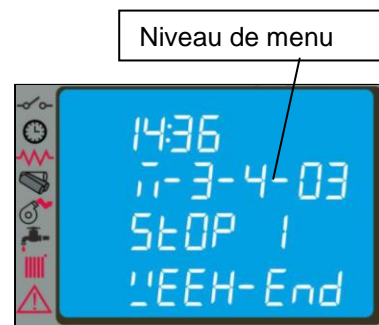 Niveau de menu
14:36
M-3-4-03
STOP 1
WEEK-End